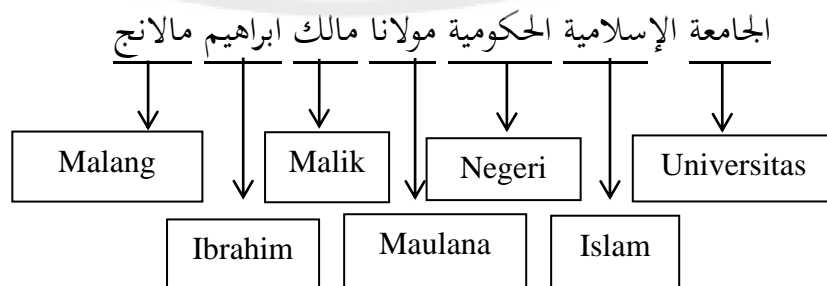 الجامعة الإسلامية الحكومية مولانا مالك ابراهيم مالانج
Malang Malik Negeri Universitas
Ibrahim Maulana Islam